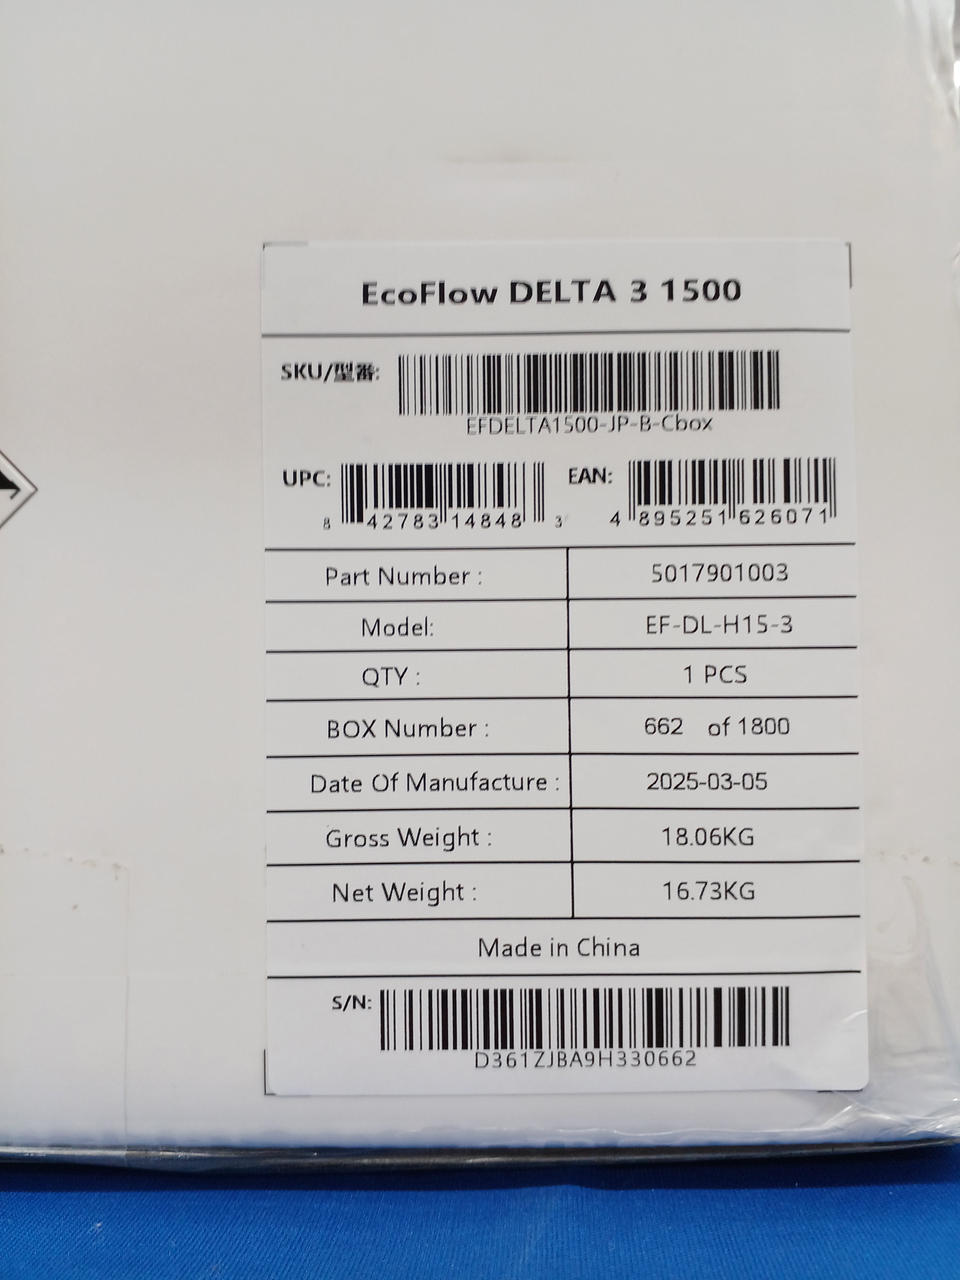 EcoFlow DELTA 3 1500
SKU/型番:
EFDELTA1500-JP-B-Cbox
UPC: 8 42783 14848 3 EAN: 4 895251 626071
Part Number : 5017901003
Model: EF-DL-H15-3
QTY : 1 PCS
BOX Number : 662 of 1800
Date Of Manufacture : 2025-03-05
Gross Weight : 18.06KG
Net Weight : 16.73KG
Made in China
S/N:
D361ZJBA9H330662